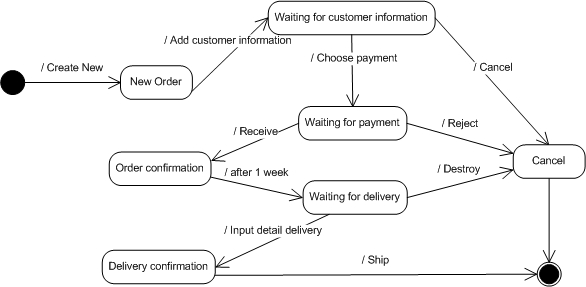 Waiting for customer information
/ Add customer information
/ Choose payment
/ Create New
/ Cancel
New Order
Waiting for payment
/ Reject
/ Receive
Order confirmation
/ after 1 week
/ Destroy
Cancel
Waiting for delivery
/ Input detail delivery
Delivery confirmation
/ Ship